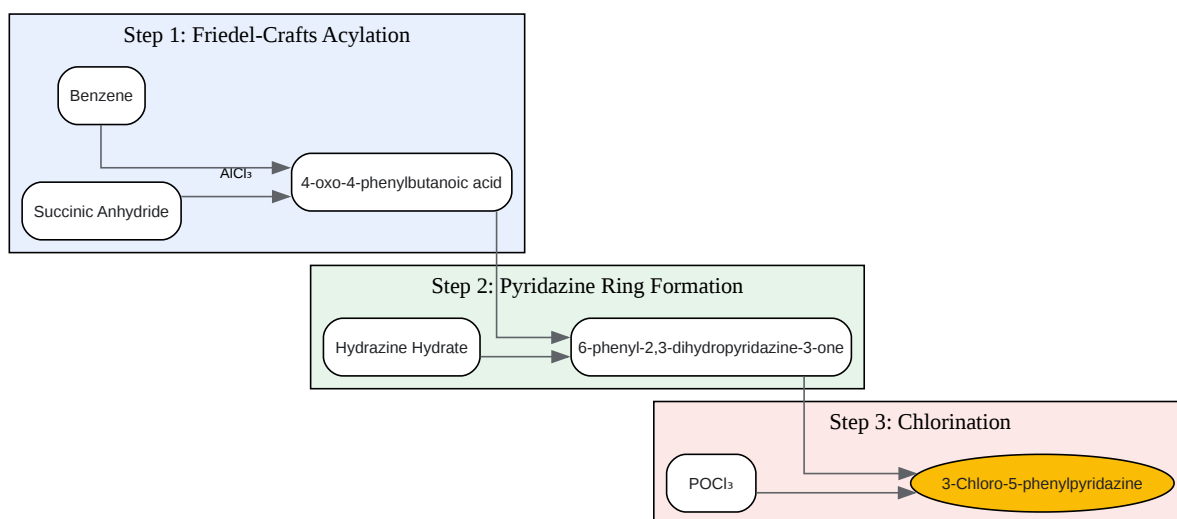 Step 1: Friedel-Crafts Acylation
Benzene
AlCl₃
4-oxo-4-phenylbutanoic acid
Succinic Anhydride
Step 2: Pyridazine Ring Formation
Hydrazine Hydrate
6-phenyl-2,3-dihydropyridazine-3-one
Step 3: Chlorination
POCl₃
3-Chloro-5-phenylpyridazine